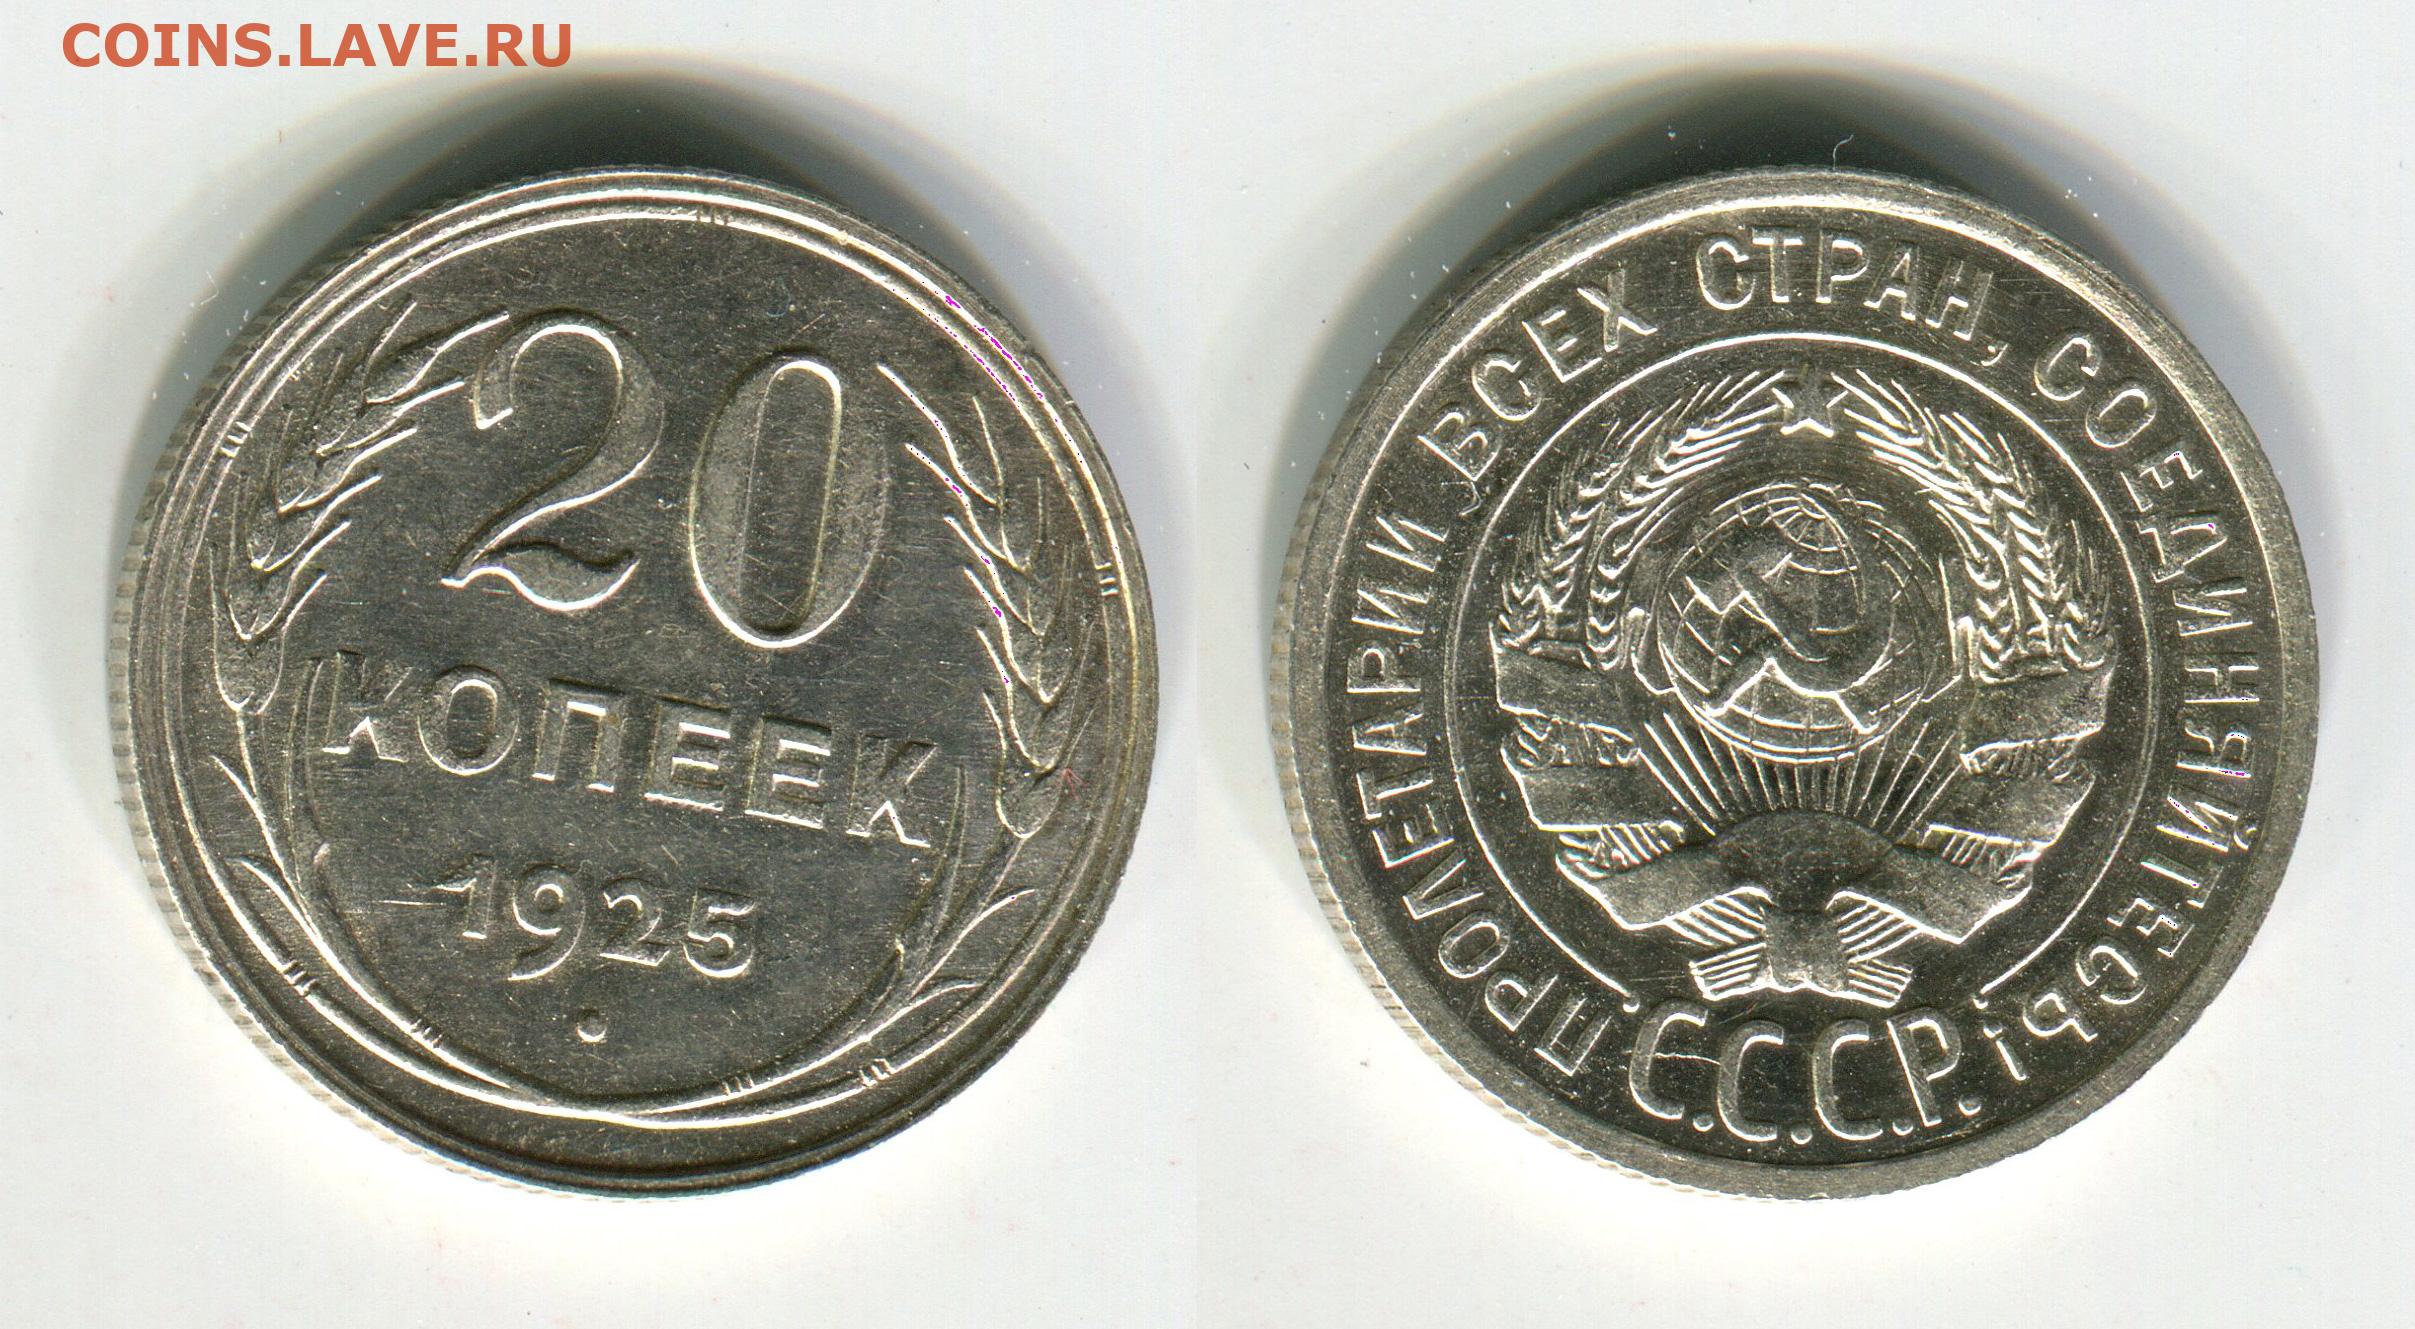 COINS.LAVE.RU
20
КОПЕЕК
1925
ПРОЛЕТАРИИ ВСЕХ СТРАН, СОЕДИНЯЙТЕСЬ!
С.С.С.Р.